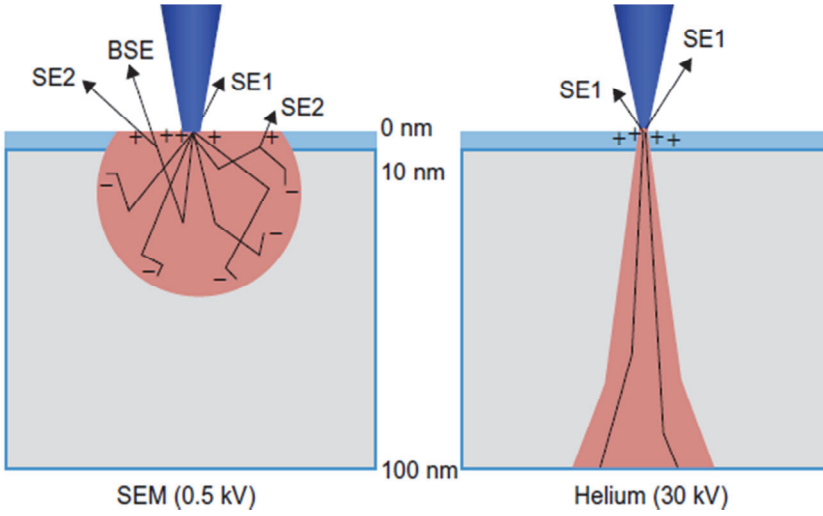 BSE
SE2
SE1
SE2
SE1
SE1
0 nm
10 nm
100 nm
+ + + + +
− − − − −
+ + + +
SEM (0.5 kV)
Helium (30 kV)